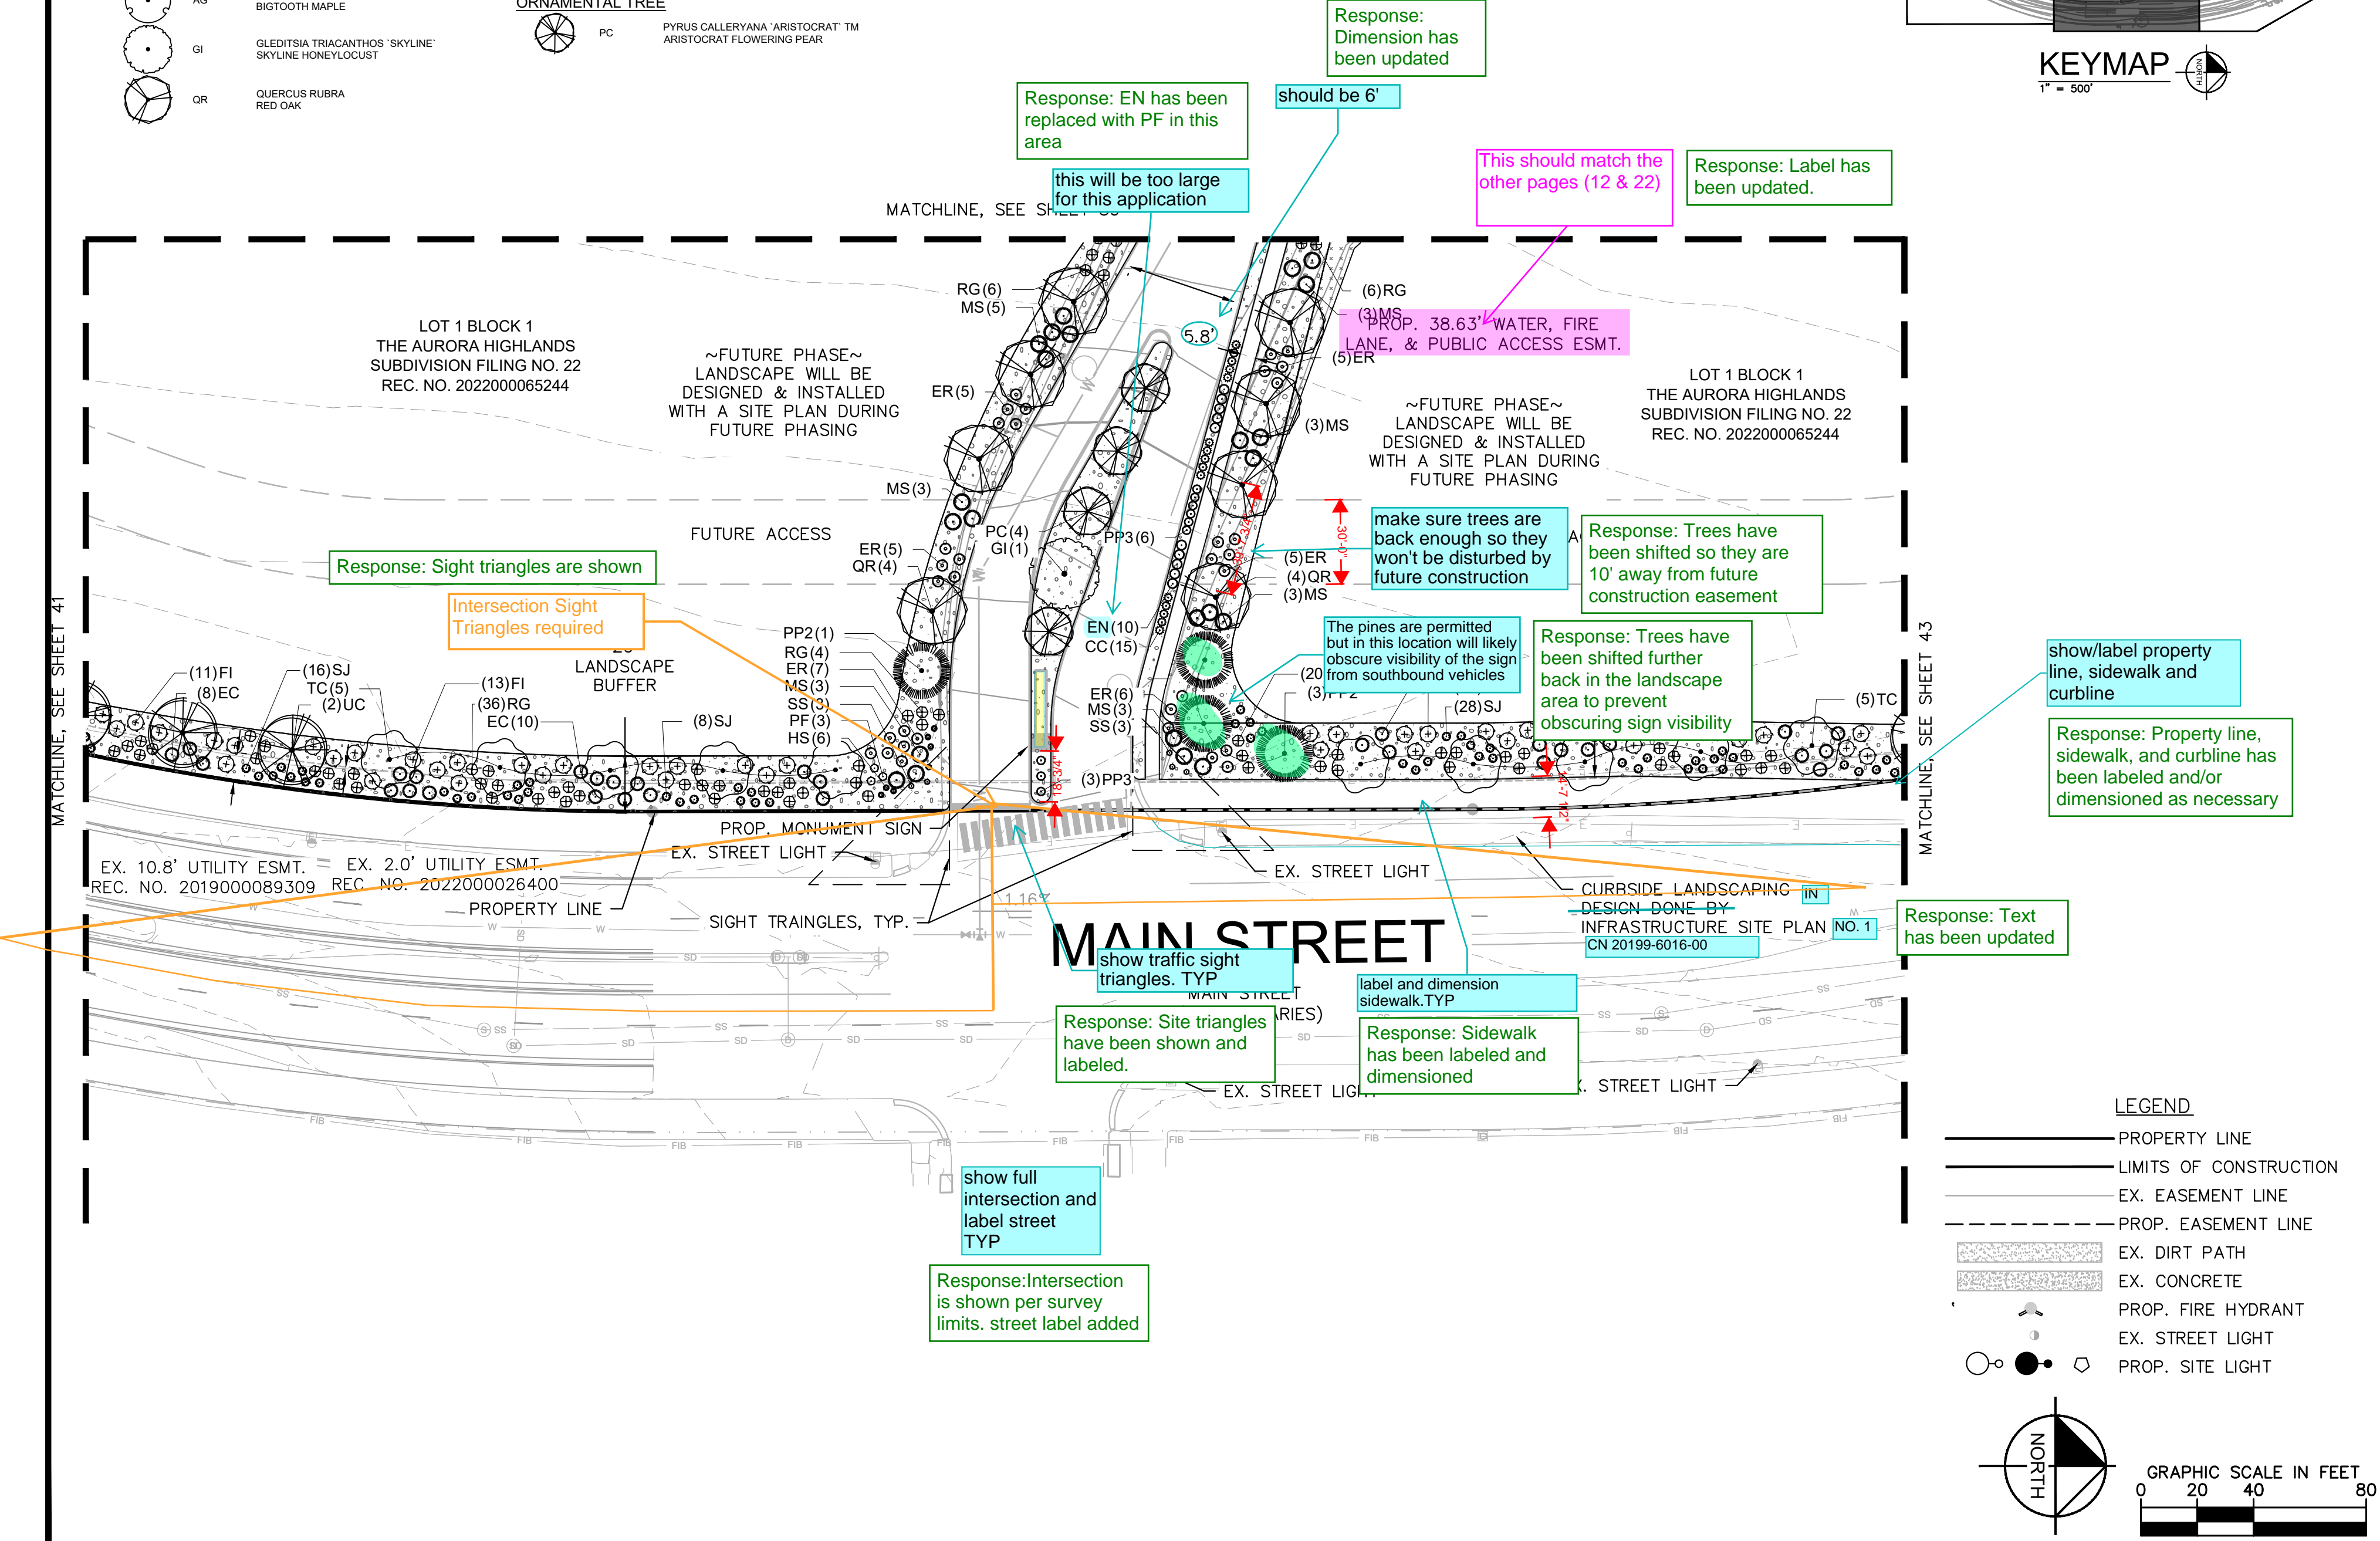 AG
BIGTOOTH MAPLE
GI
GLEDITSIA TRIACANTHOS `SKYLINE`
SKYLINE HONEYLOCUST
QR
QUERCUS RUBRA
RED OAK
ORNAMENTAL TREE
PC
PYRUS CALLERYANA `ARISTOCRAT` TM
ARISTOCRAT FLOWERING PEAR
Response:
Dimension has
been updated
should be 6'
Response: EN has been
replaced with PF in this
area
this will be too large
for this application
This should match the
other pages (12 & 22)
Response: Label has
been updated.
KEYMAP
1" = 500'
NORTH
MATCHLINE, SEE SHEET
LOT 1 BLOCK 1
THE AURORA HIGHLANDS
SUBDIVISION FILING NO. 22
REC. NO. 2022000065244
~FUTURE PHASE~
LANDSCAPE WILL BE
DESIGNED & INSTALLED
WITH A SITE PLAN DURING
FUTURE PHASING
RG(6)
MS(5)
ER(5)
MS(3)
ER(5)
QR(4)
PC(4)
GI(1)
5.8'
(6)RG
(3)MS
PROP. 38.63' WATER, FIRE
LANE, & PUBLIC ACCESS ESMT.
(5)ER
(3)MS
LOT 1 BLOCK 1
THE AURORA HIGHLANDS
SUBDIVISION FILING NO. 22
REC. NO. 2022000065244
~FUTURE PHASE~
LANDSCAPE WILL BE
DESIGNED & INSTALLED
WITH A SITE PLAN DURING
FUTURE PHASING
FUTURE ACCESS
PP3(6)
30'-0"
(5)ER
(4)QR
(3)MS
make sure trees are
back enough so they
won't be disturbed by
future construction
Response: Trees have
been shifted so they are
10' away from future
construction easement
Response: Sight triangles are shown
Intersection Sight
Triangles required
LANDSCAPE
BUFFER
PP2(1)
RG(4)
ER(7)
MS(3)
SS(3)
PF(3)
HS(6)
EN(10)
CC(15)
ER(6)
MS(3)
SS(3)
(3)PP3
The pines are permitted
but in this location will likely
obscure visibility of the sign
from southbound vehicles
Response: Trees have
been shifted further
back in the landscape
area to prevent
obscuring sign visibility
(3)PP2
(28)SJ
(5)TC
show/label property
line, sidewalk and
curbline
Response: Property line,
sidewalk, and curbline has
been labeled and/or
dimensioned as necessary
MATCHLINE, SEE SHEET 41
MATCHLINE, SEE SHEET 43
(11)FI
(8)EC
(16)SJ
TC(5)
(2)UC
(13)FI
(36)RG
EC(10)
(8)SJ
18'-3/4"
14'-7 1/2"
PROP. MONUMENT SIGN
EX. STREET LIGHT
EX. 10.8' UTILITY ESMT.
REC. NO. 2019000089309
EX. 2.0' UTILITY ESMT.
REC. NO. 2022000026400
PROPERTY LINE
SIGHT TRAINGLES, TYP.
1.16%
EX. STREET LIGHT
CURBSIDE LANDSCAPING IN
DESIGN DONE BY
INFRASTRUCTURE SITE PLAN NO. 1
CN 20199-6016-00
Response: Text
has been updated
MAIN STREET
show traffic sight
triangles. TYP
MAIN STREET
ARIES)
Response: Site triangles
have been shown and
labeled.
label and dimension
sidewalk.TYP
Response: Sidewalk
has been labeled and
dimensioned
EX. STREET LIGHT
X. STREET LIGHT
show full
intersection and
label street
TYP
Response:Intersection
is shown per survey
limits. street label added
LEGEND
PROPERTY LINE
LIMITS OF CONSTRUCTION
EX. EASEMENT LINE
PROP. EASEMENT LINE
EX. DIRT PATH
EX. CONCRETE
PROP. FIRE HYDRANT
EX. STREET LIGHT
PROP. SITE LIGHT
NORTH
GRAPHIC SCALE IN FEET
0 20 40 80